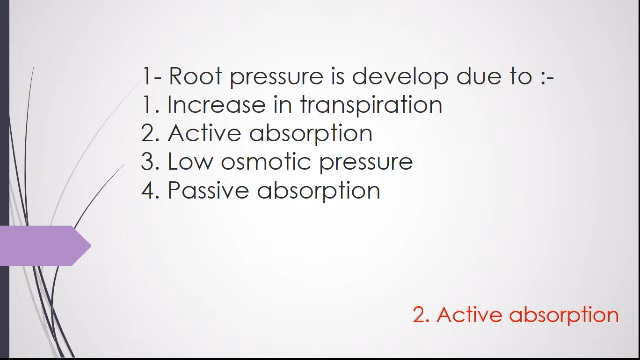 1- Root pressure is develop due to :-
1. Increase in transpiration
2. Active absorption
3. Low osmotic pressure
4. Passive absorption
2. Active absorption